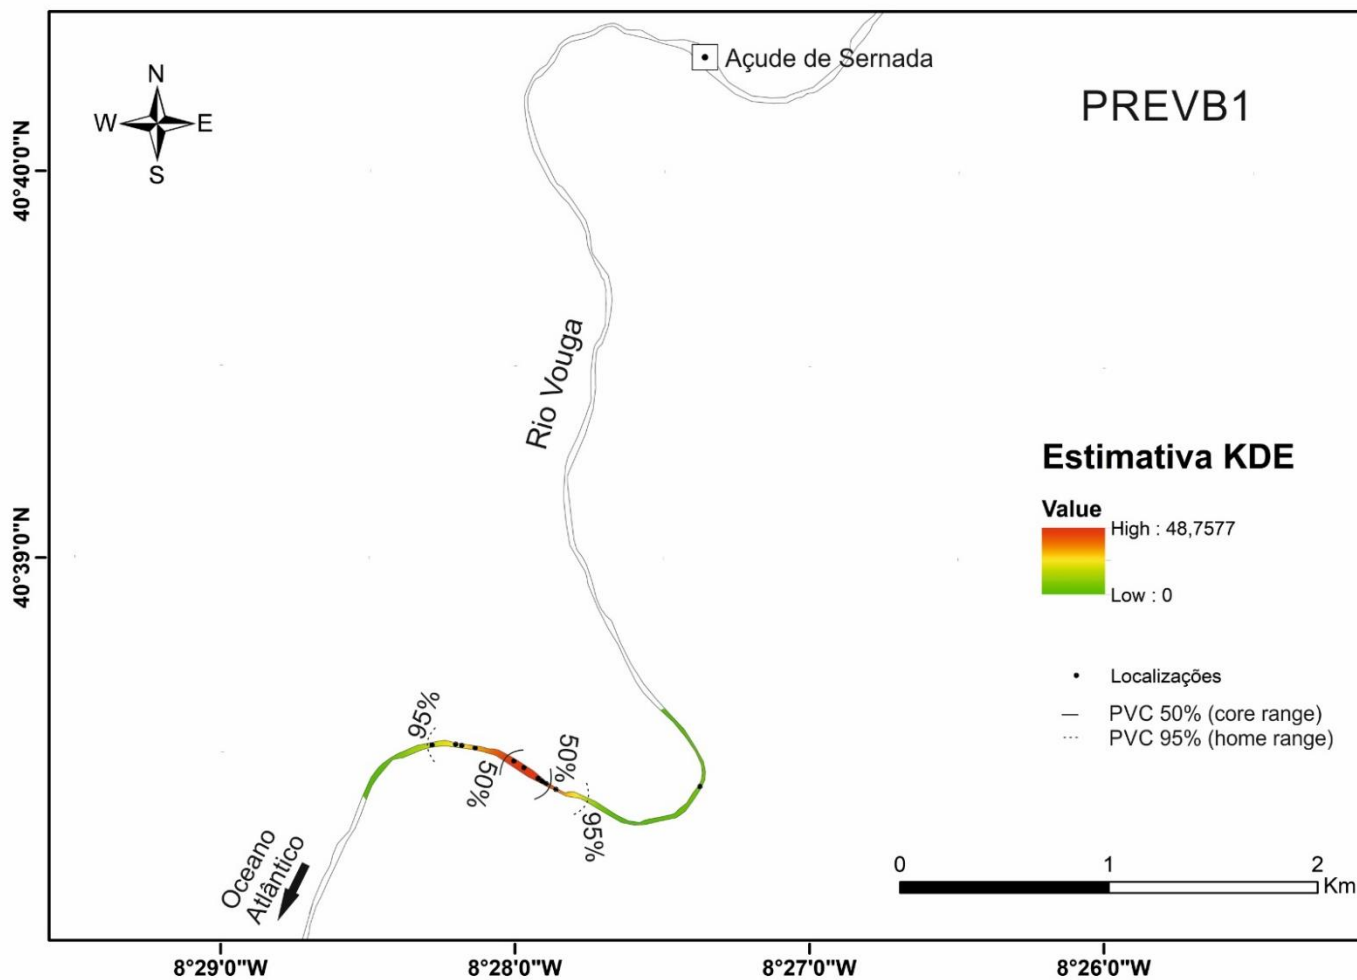 Açude de Sernada
PREVB1
N
W E
S
40°40'0"N
Rio Vouga
Estimativa KDE
Value
High : 48,7577
Low : 0
40°39'0"N
Localizações
PVC 50% (core range)
PVC 95% (home range)
95%
50%
50%
95%
Oceano
Atlântico
0 1 2
Km
8°29'0"W 8°28'0"W 8°27'0"W 8°26'0"W